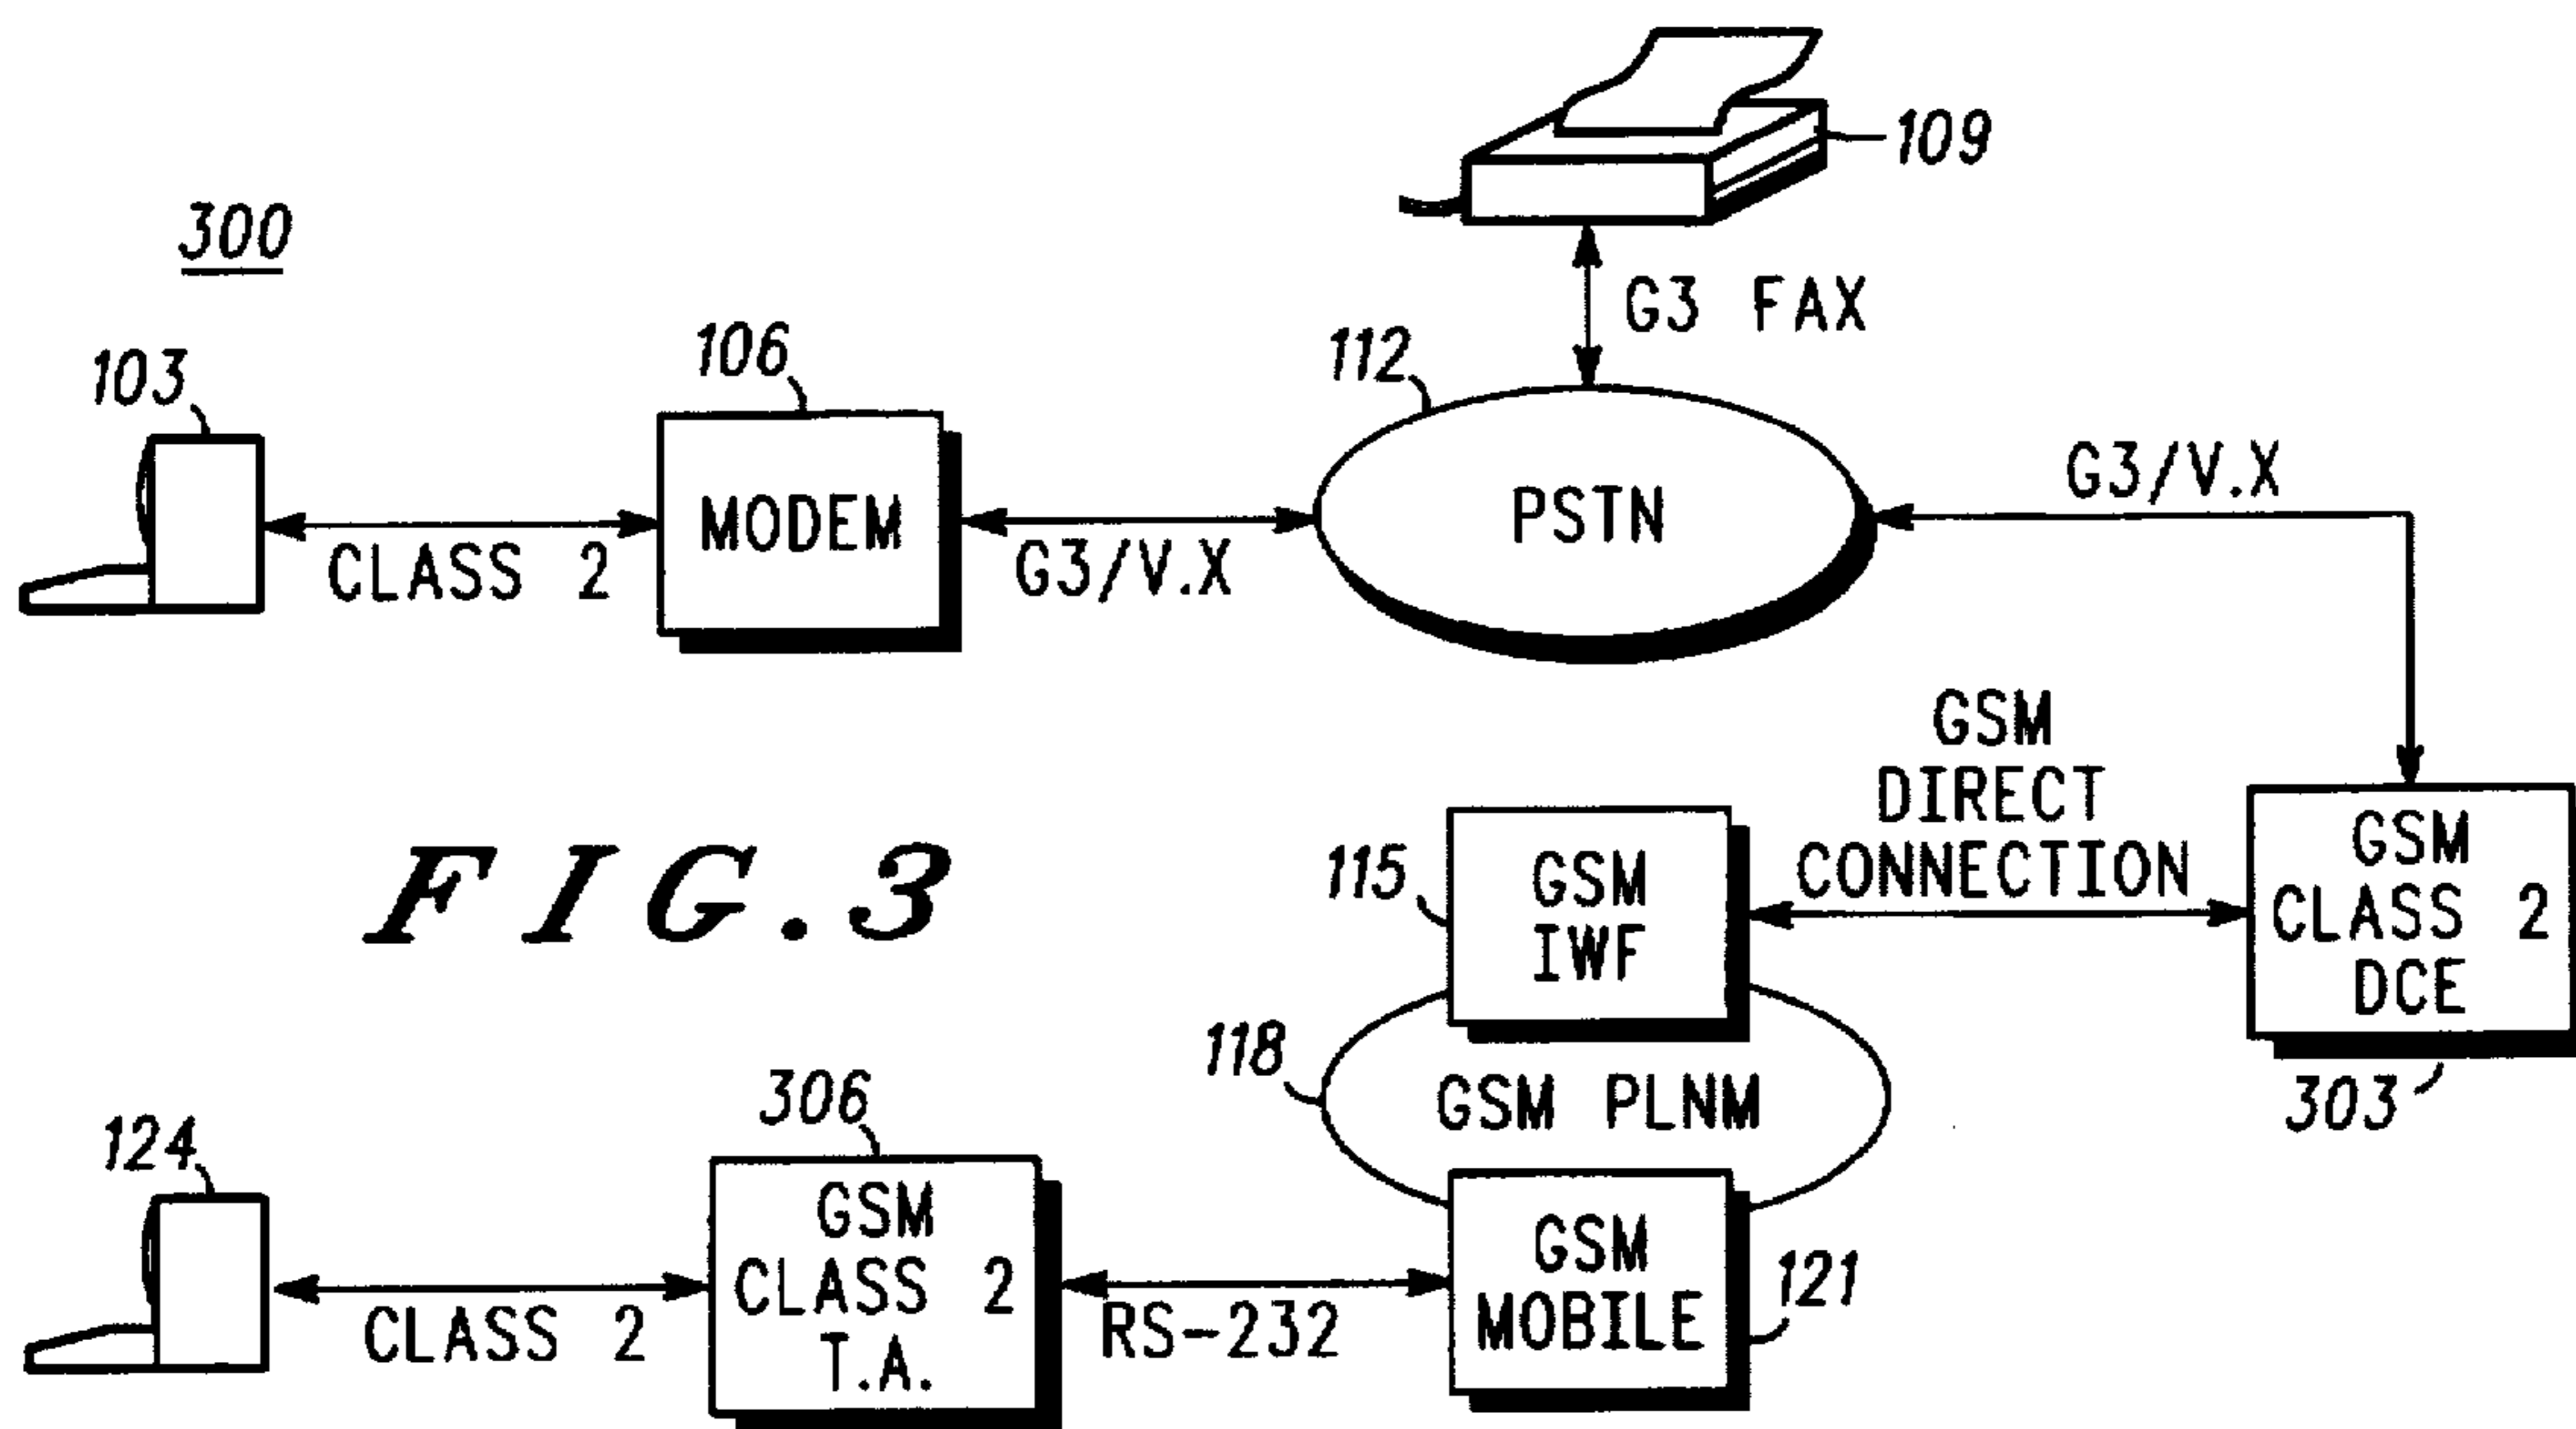 109
300
G3 FAX
106
112
103
G3/V.X
MODEM
PSTN
CLASS 2
G3/V.X
GSM
DIRECT
CONNECTION
FIG.3
115
GSM
IWF
GSM
CLASS 2
DCE
118
GSM PLNM
303
306
124
GSM
CLASS 2
T.A.
GSM
MOBILE
121
CLASS 2
RS-232